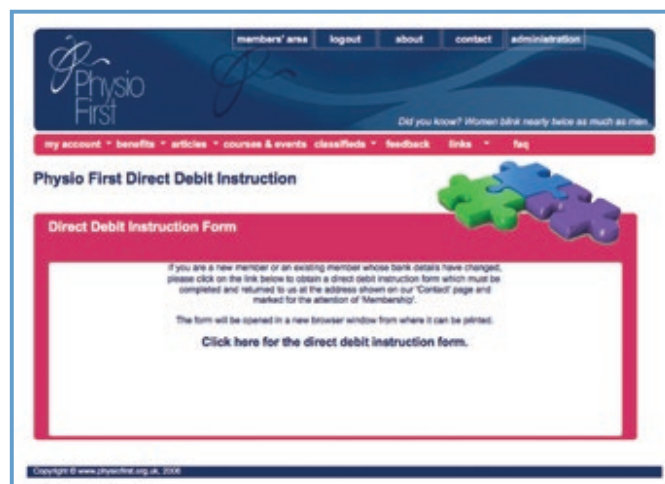 members' area logout about contact administration
Physio
First
Did you know? Women blink nearly twice as much as men
my account benefits articles courses & events classifieds feedback links faq
Physio First Direct Debit Instruction
Direct Debit Instruction Form
If you are a new member or an existing member whose bank details have changed,
please click on the link below to obtain a direct debit instruction form which must be
completed and returned to us at the address shown on our 'Contact' page and
marked for the attention of 'Membership'.
The form will be opened in a new browser window from where it can be printed.
Click here for the direct debit instruction form.
Copyright © www.physiofirst.org.uk, 2006